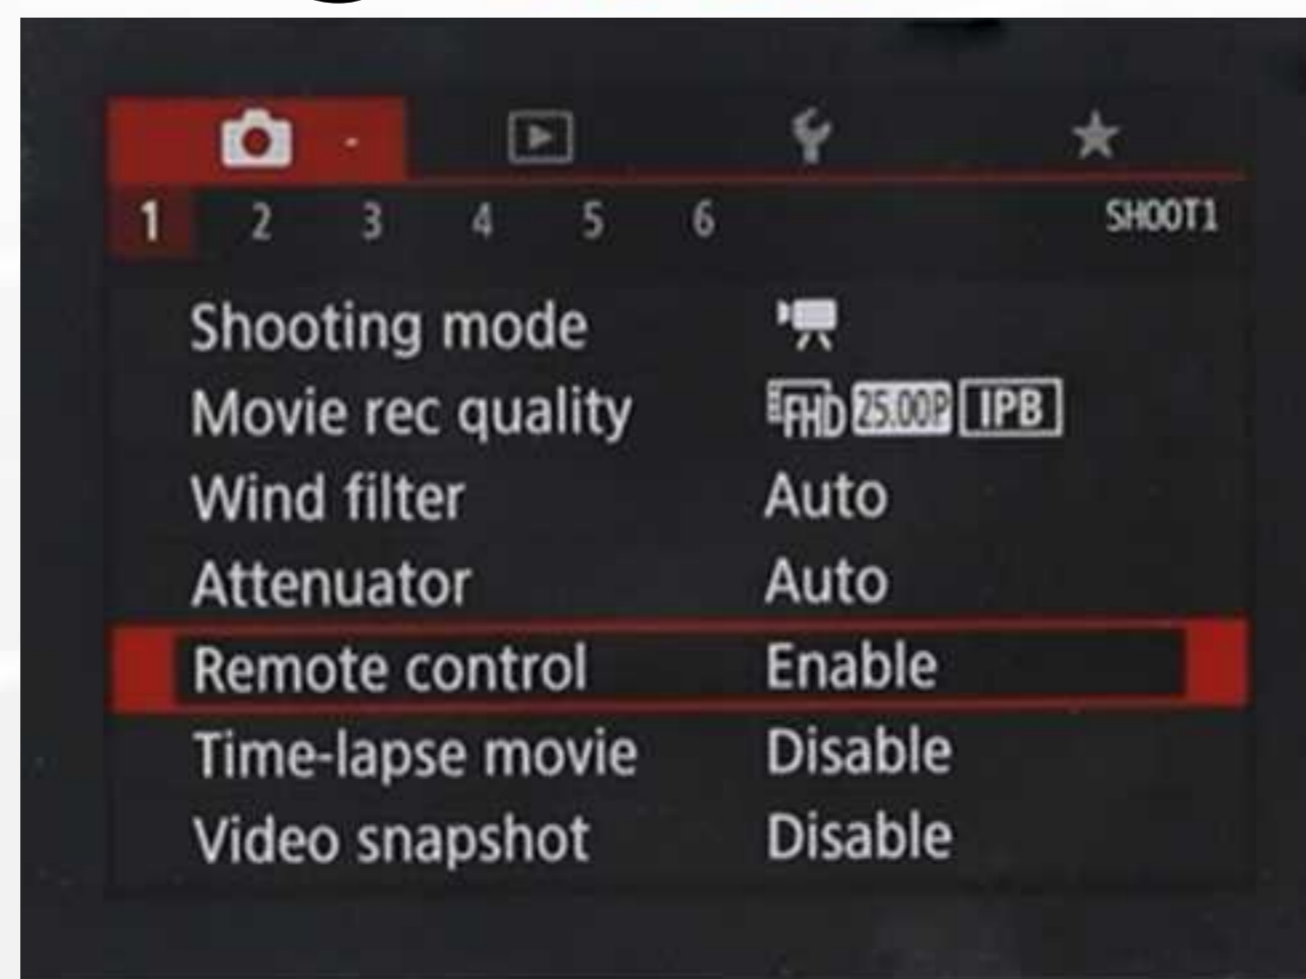 1 2 3 4 5 6 SHOOT1
Shooting mode
Movie rec quality FHD 25.00P IPB
Wind filter Auto
Attenuator Auto
Remote control Enable
Time-lapse movie Disable
Video snapshot Disable